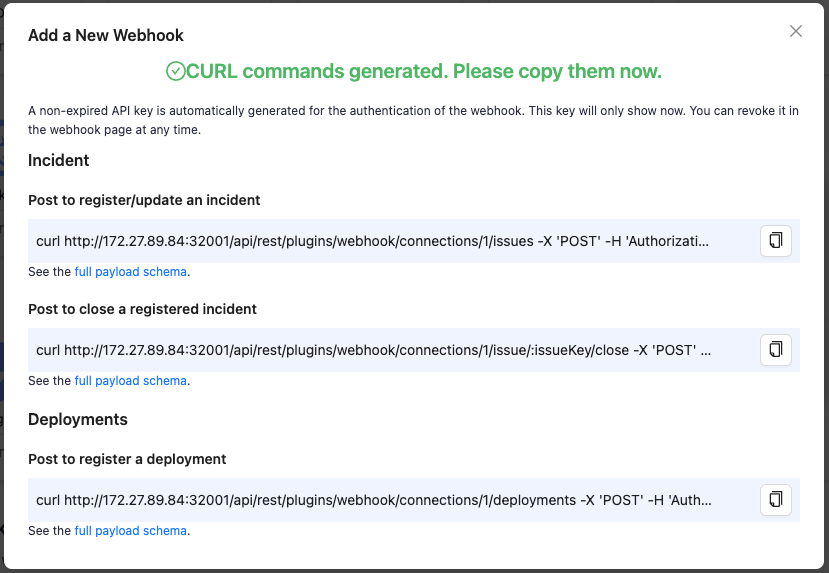 Add a New Webhook
CURL commands generated. Please copy them now.
A non-expired API key is automatically generated for the authentication of the webhook. This key will only show now. You can revoke it in
the webhook page at any time.
Incident
Post to register/update an incident
curl http://172.27.89.84:32001/api/rest/plugins/webhook/connections/1/issues -X 'POST' -H 'Authorizati...
See the full payload schema.
Post to close a registered incident
curl http://172.27.89.84:32001/api/rest/plugins/webhook/connections/1/issue/:issueKey/close -X 'POST' ...
See the full payload schema.
Deployments
Post to register a deployment
curl http://172.27.89.84:32001/api/rest/plugins/webhook/connections/1/deployments -X 'POST' -H 'Auth...
See the full payload schema.